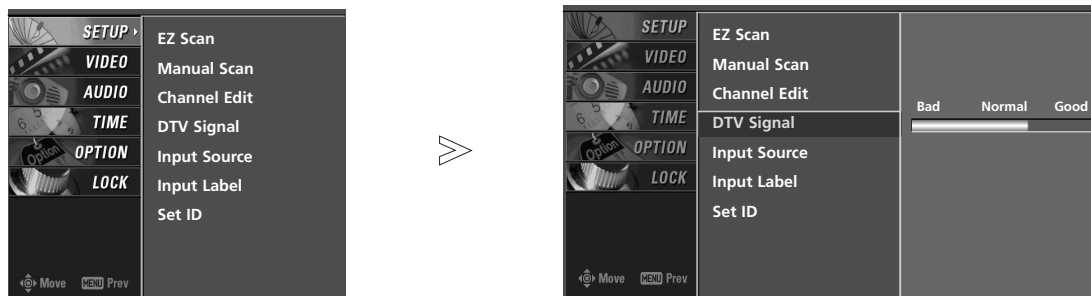 SETUP
VIDEO
AUDIO
TIME
OPTION
LOCK
EZ Scan
Manual Scan
Channel Edit
DTV Signal
Input Source
Input Label
Set ID
Move MENU Prev
SETUP
VIDEO
AUDIO
TIME
OPTION
LOCK
EZ Scan
Manual Scan
Channel Edit
DTV Signal
Input Source
Input Label
Set ID
Bad Normal Good
Move MENU Prev